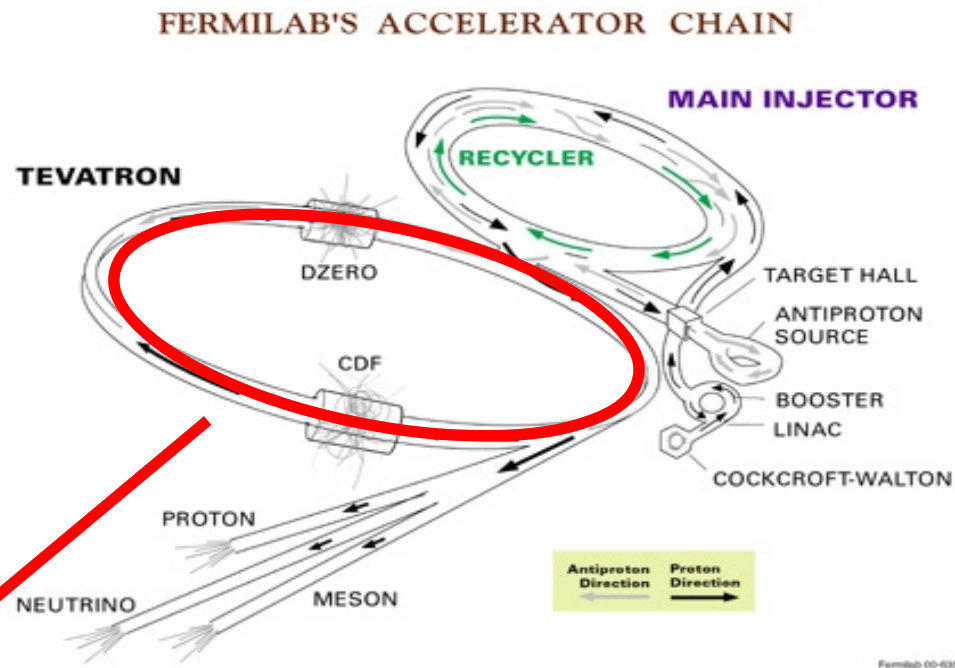 FERMILAB'S ACCELERATOR CHAIN
MAIN INJECTOR
RECYCLER
TEVATRON
DZERO
TARGET HALL
ANTIPROTON
SOURCE
CDF
BOOSTER
LINAC
COCKCROFT-WALTON
PROTON
NEUTRINO
MESON
Antiproton
Direction
Proton
Direction